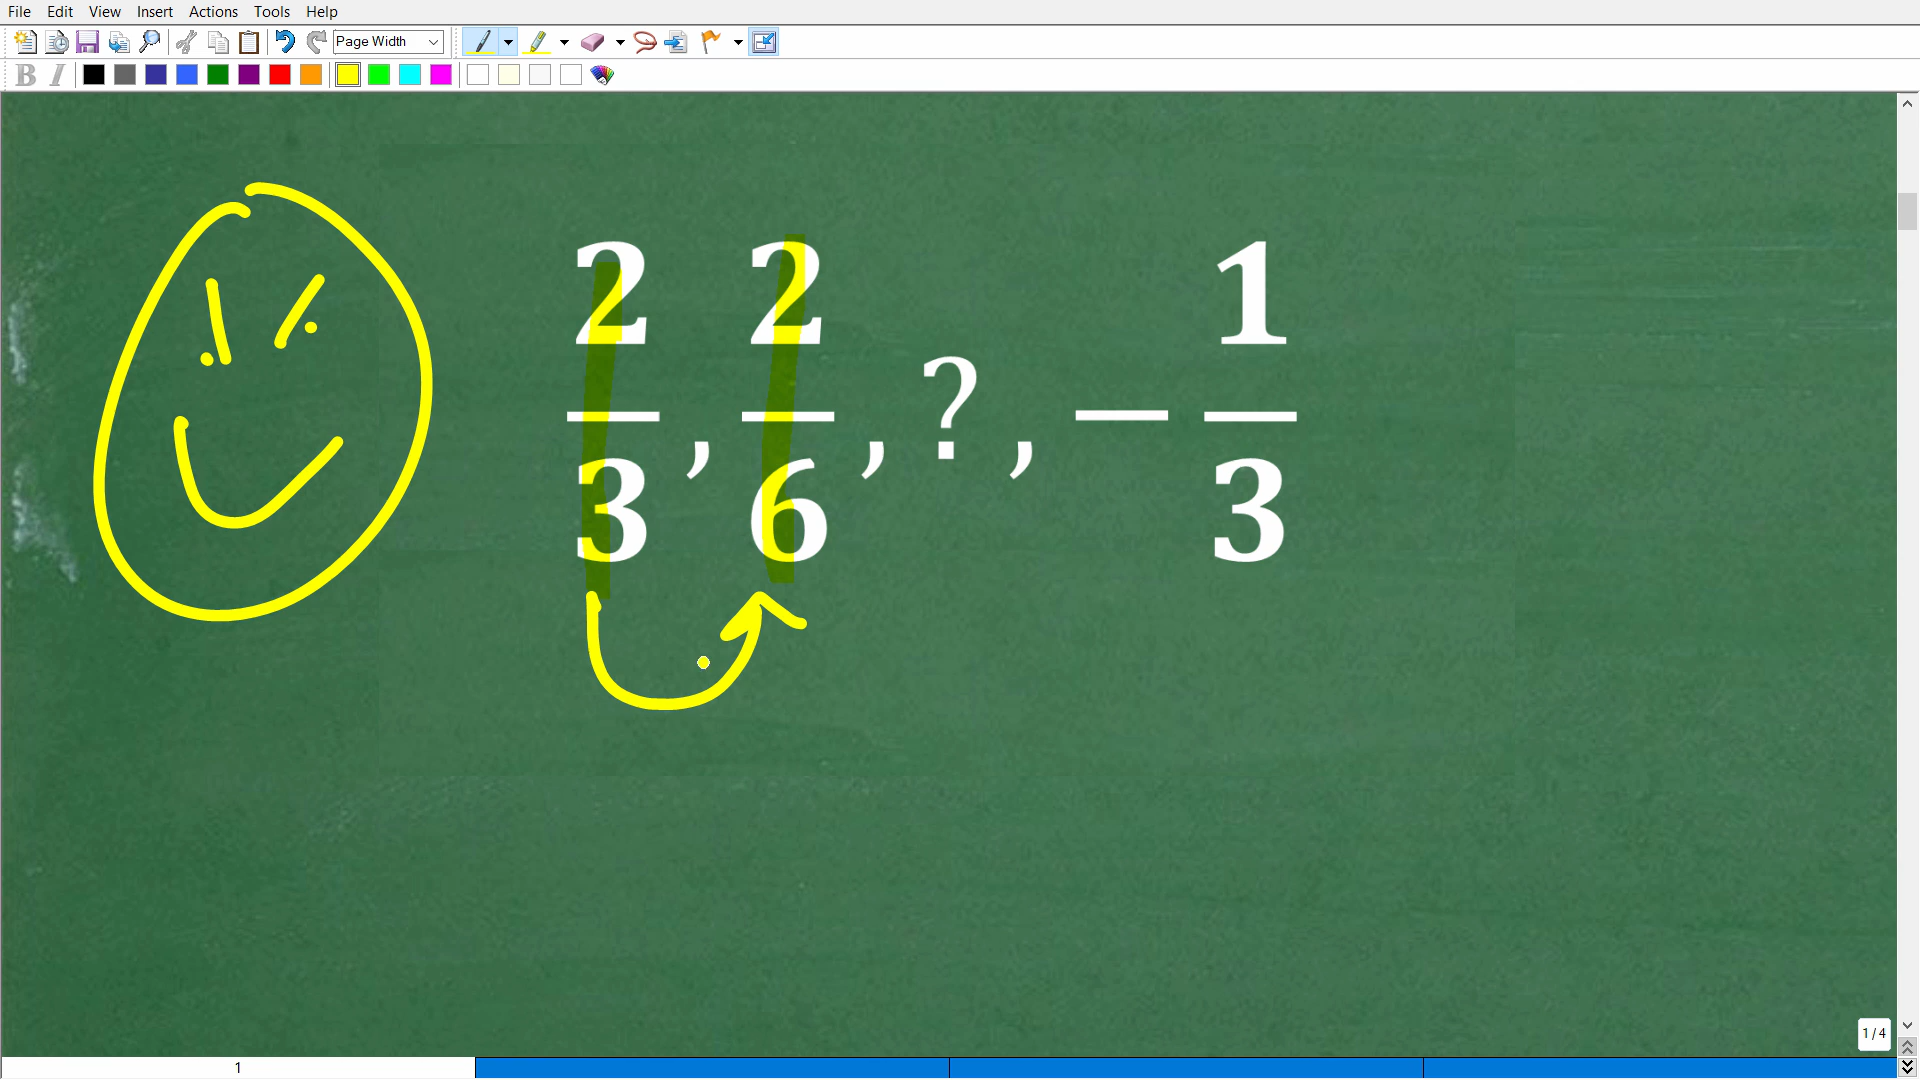 File Edit View Insert Actions Tools Help
Page Width
B I
2/3, 2/6, ?, − 1/3
1 / 4
1